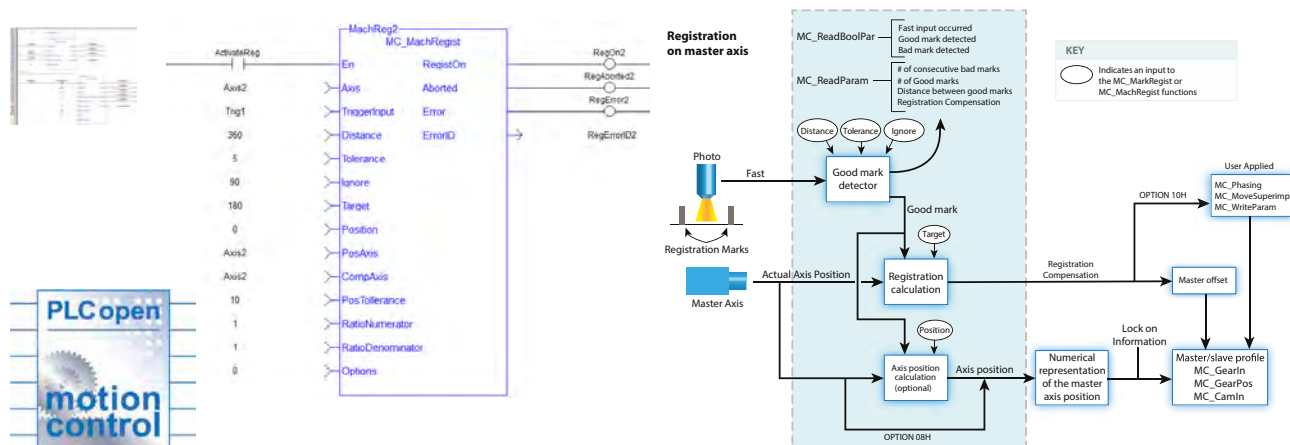 MachReg2
MC_MachRegist
ActivateReg
En
RegistOn
RegOn2
Axis2
Axis
Aborted
RegAborted2
Trig1
TriggerInput
Error
RegError2
360
Distance
ErrorID
RegErrorID2
5
Tolerance
90
Ignore
180
Target
0
Position
Axis2
PosAxis
Axis2
CompAxis
10
PosTollerance
1
RatioNumerator
1
RatioDenominator
0
Options
PLCopen
motion
control
Registration
on master axis
MC_ReadBoolPar
Fast input occurred
Good mark detected
Bad mark detected
MC_ReadParam
# of consecutive bad marks
# of Good marks
Distance between good marks
Registration Compensation
KEY
Indicates an input to
the MC_MarkRegist or
MC_MachRegist functions
Distance
Tolerance
Ignore
Photo
Fast
Good mark
detector
Good mark
Registration Marks
Target
Actual Axis Position
Master Axis
Registration
calculation
Registration
Compensation
OPTION 10H
User Applied
MC_Phasing
MC_MoveSuperimp
MC_WriteParam
Master offset
Position
Axis position
calculation
(optional)
Axis position
OPTION 08H
Numerical
representation
of the master
axis position
Lock on
Information
Master/slave profile
MC_GearIn
MC_GearPos
MC_CamIn